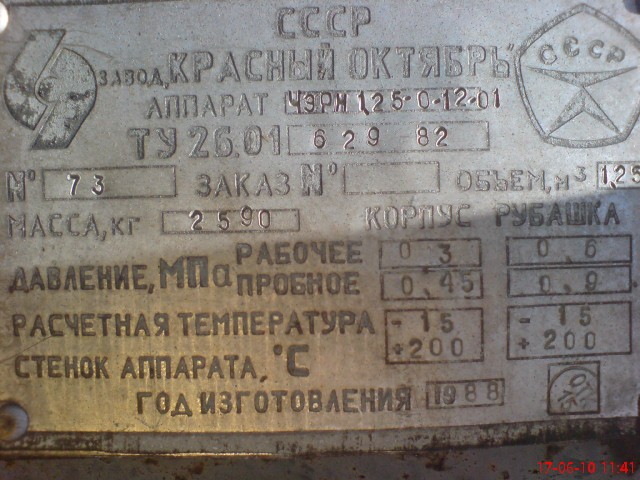 СССР
ЗАВОД „КРАСНЫЙ ОКТЯБРЬ"
СССР
АППАРАТ ЧЭРН 1,25-0-12-01
ТУ 26.01 629 82
№ 73 ЗАКАЗ № ОБЪЕМ, м³ 1,25
МАССА, КГ 2590 КОРПУС РУБАШКА
ДАВЛЕНИЕ, МПа РАБОЧЕЕ 0 3 0,6
ПРОБНОЕ 0,45 0,9
РАСЧЕТНАЯ ТЕМПЕРАТУРА -15 -15
СТЕНОК АППАРАТА, °С +200 +200
ГОД ИЗГОТОВЛЕНИЯ 1988
17-06-10 11:41